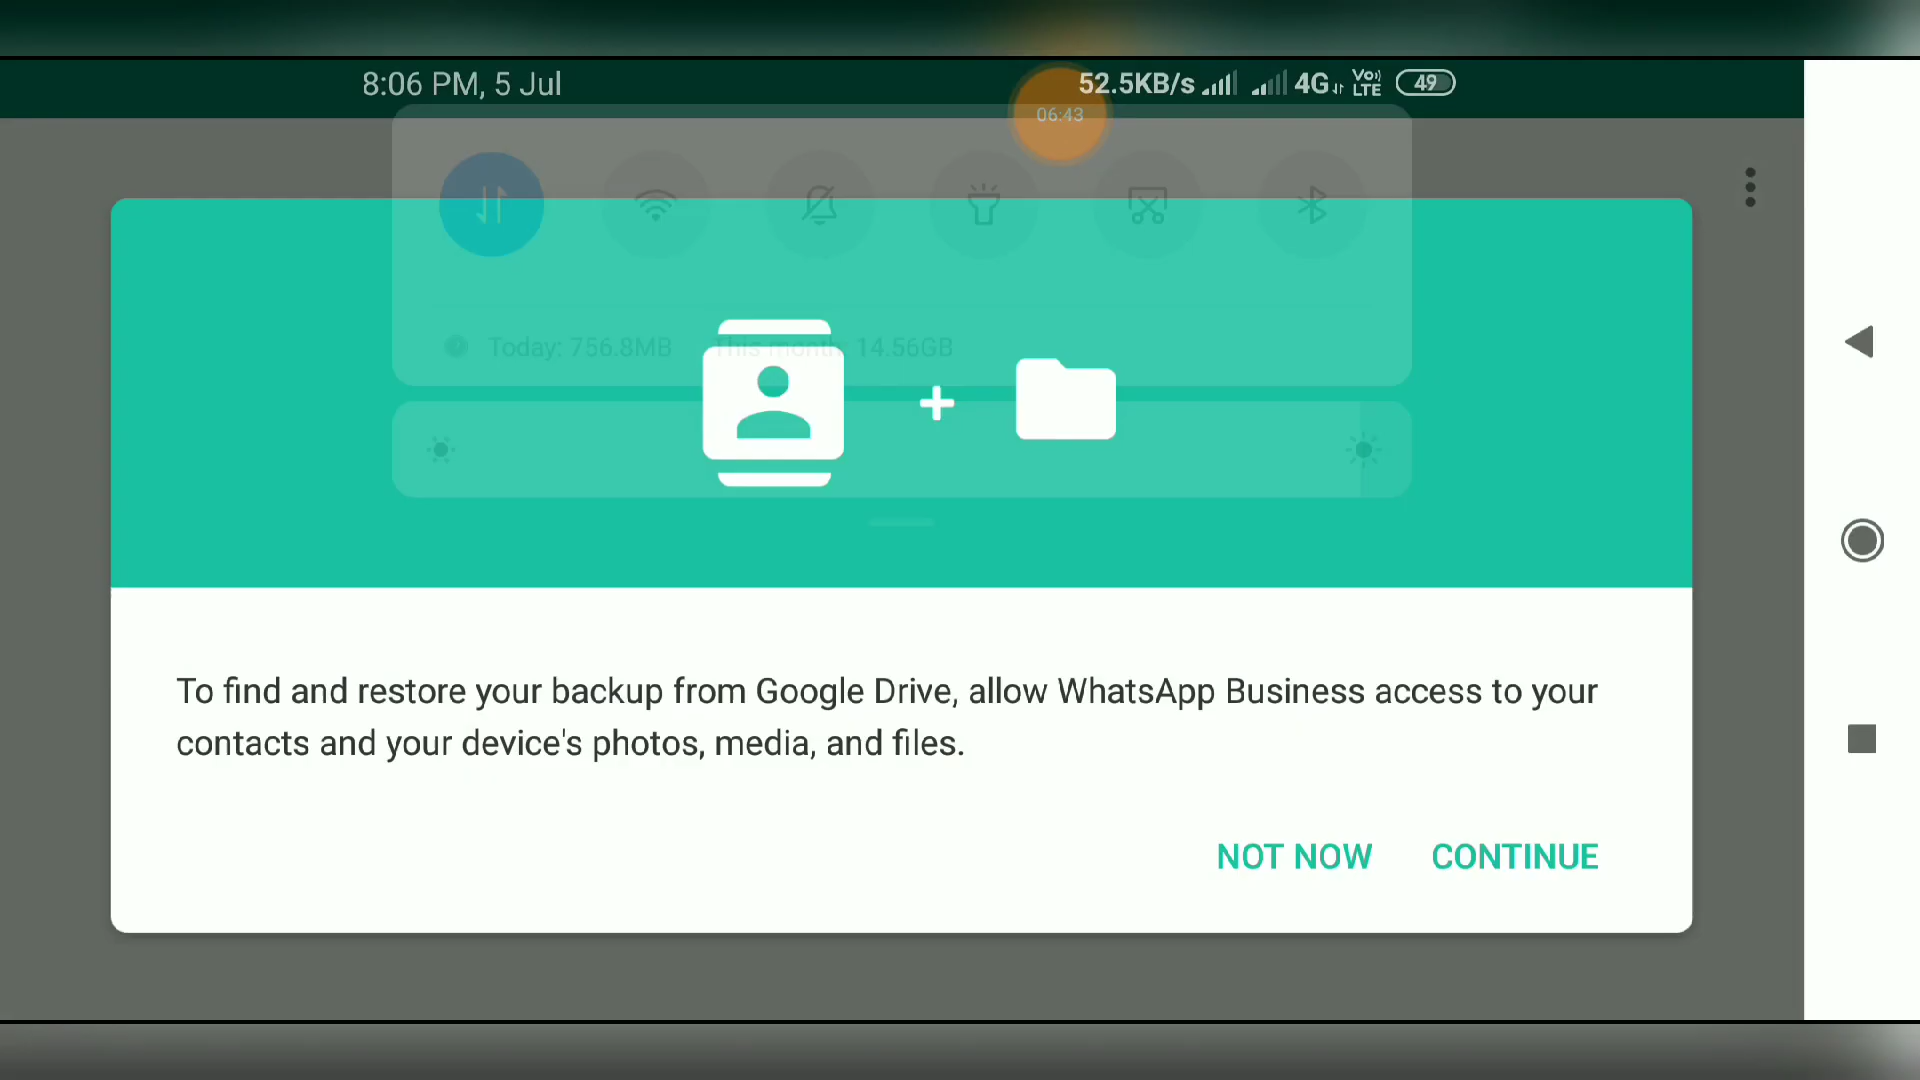 8:06 PM, 5 Jul
52.5KB/s 4G Vo) LTE 49
06:43
Today: 756.8MB This month: 14.56GB
To find and restore your backup from Google Drive, allow WhatsApp Business access to your
contacts and your device's photos, media, and files.
NOT NOW CONTINUE